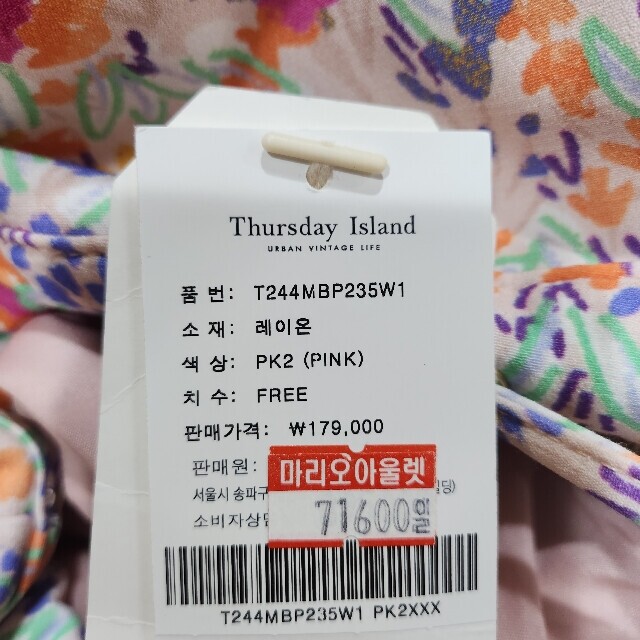 Thursday Island
URBAN VINTAGE LIFE
품 번: T244MBP235W1
소 재: 레이온
색 상: PK2 (PINK)
치 수: FREE
판매가격: ₩179,000
판매원:
마리오아울렛
서울시 송파구
딩)
소비자상담
71600원
T244MBP235W1 PK2XXX